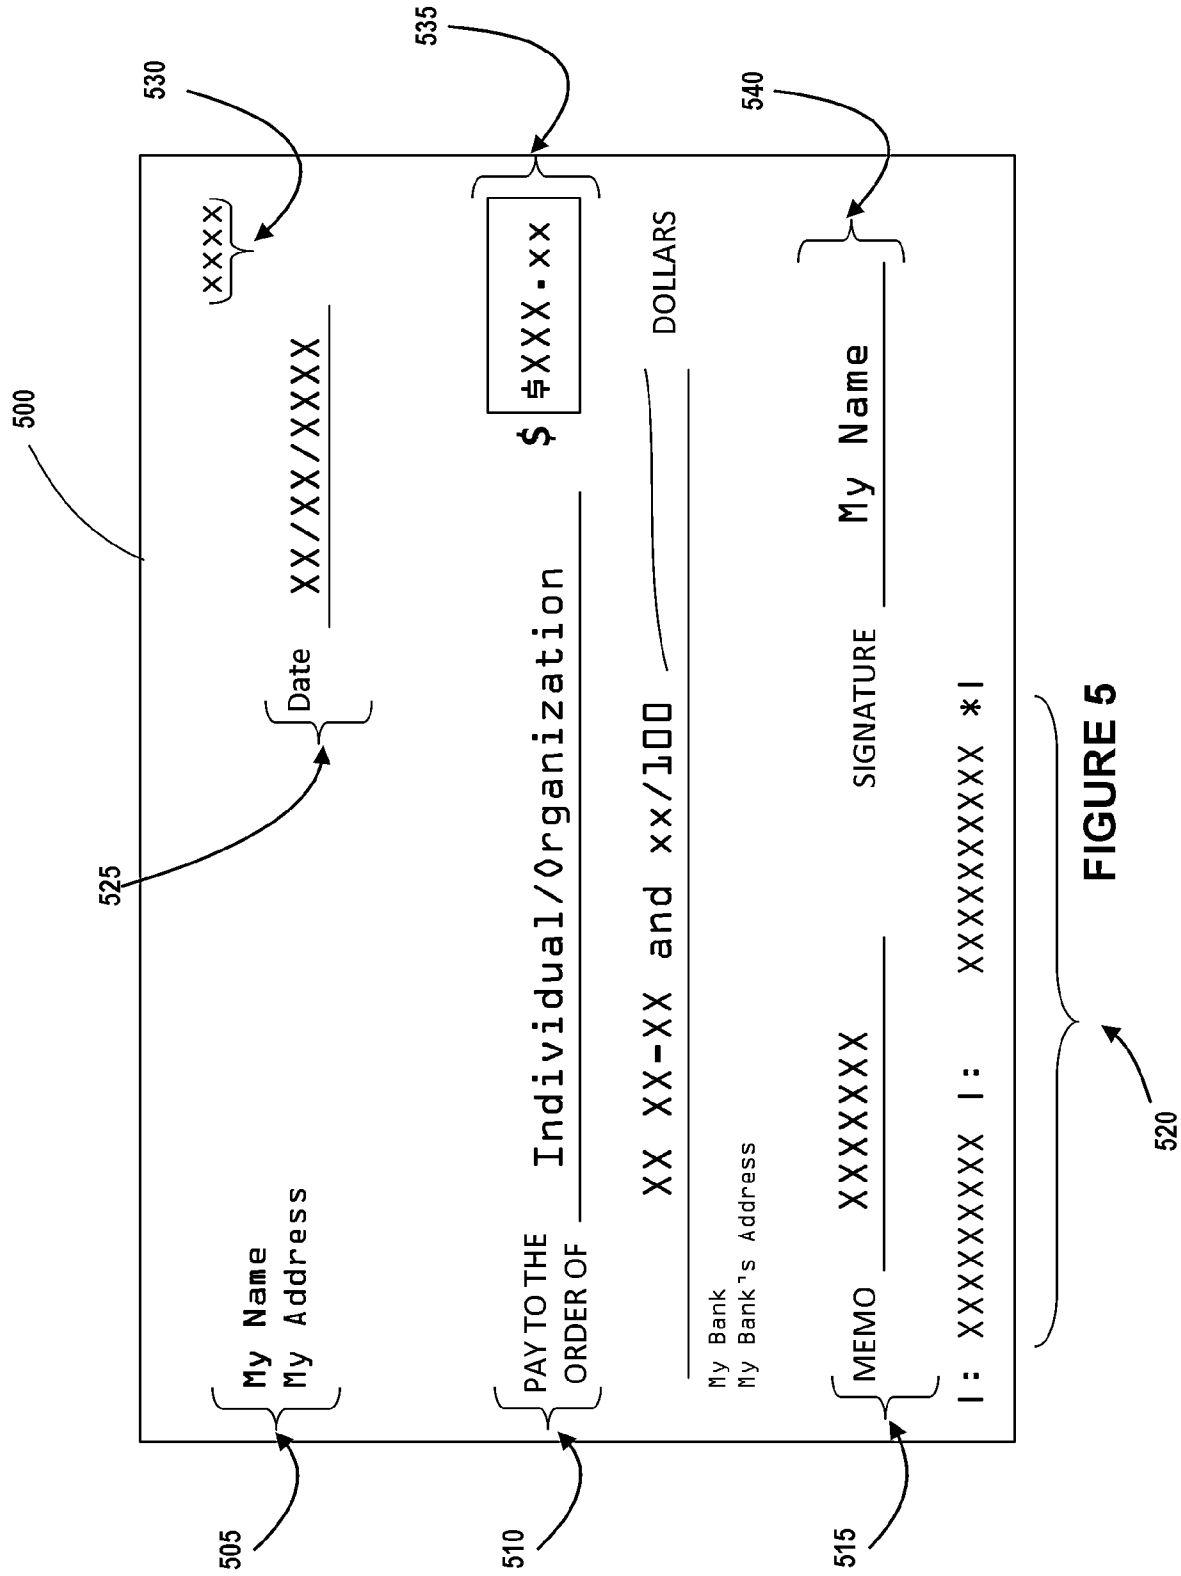 500
530
xxxx
My Name
My Address
525
Date XX/XX/XXXX
505
535
PAY TO THE
ORDER OF Individual/Organization $ $XXX.xx
510
XX XX-XX and xx/100 DOLLARS
My Bank
My Bank's Address
540
MEMO XXXXXXX SIGNATURE My Name
515
|: XXXXXXXXX |: XXXXXXXXXX *|
520
FIGURE 5